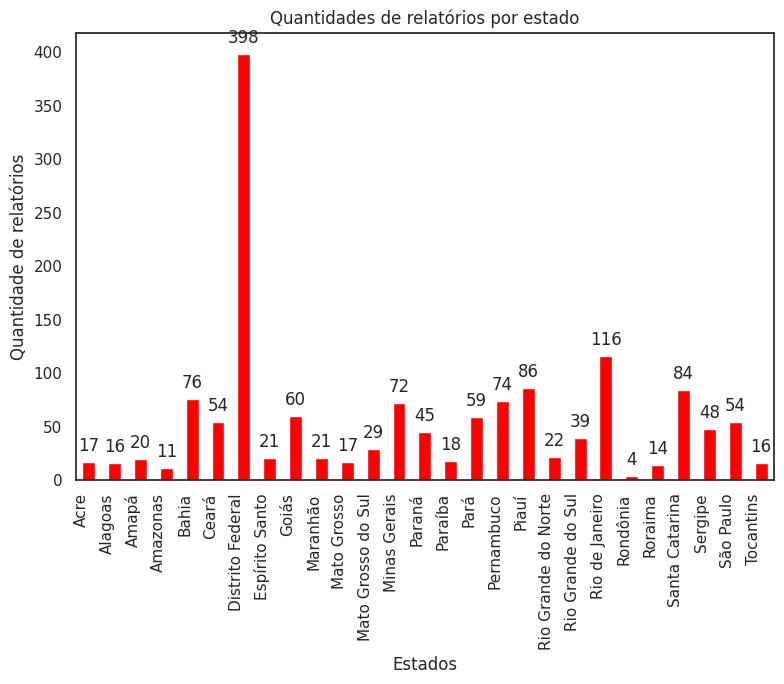 Quantidades de relatórios por estado
Quantidade de relatórios
400
350
300
250
200
150
100
50
0
17
16
20
11
76
54
398
21
60
21
17
29
72
45
18
59
74
86
22
39
116
4
14
84
48
54
16
Acre
Alagoas
Amapá
Amazonas
Bahia
Ceará
Distrito Federal
Espírito Santo
Goiás
Maranhão
Mato Grosso
Mato Grosso do Sul
Minas Gerais
Paraná
Paraíba
Pará
Pernambuco
Piauí
Rio Grande do Norte
Rio Grande do Sul
Rio de Janeiro
Rondônia
Roraima
Santa Catarina
Sergipe
São Paulo
Tocantins
Estados